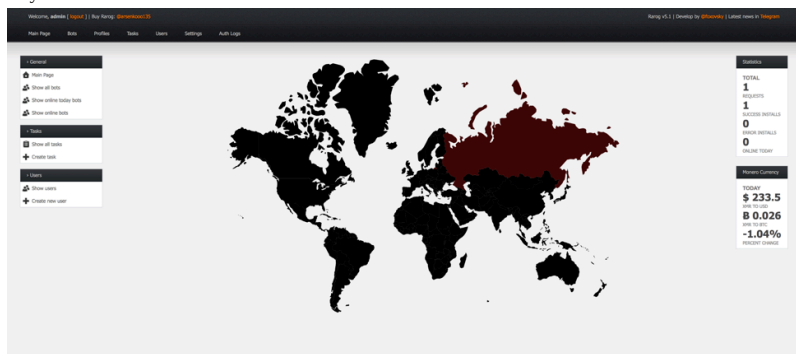 Welcome, admin [ logout ] | Buy Rarog:
Rarog v5.1 | Develop by @foxovsky | Latest news in Telegram
Main Page Bots Profiles Tasks Users Settings Auth Logs
› General
Main Page
Show all bots
Show online today bots
Show online bots
› Tasks
Show all tasks
Create task
› Users
Show users
Create new user
Statistics
TOTAL
1
REQUESTS
1
SUCCESS INSTALLS
0
ERROR INSTALLS
0
ONLINE TODAY
Monero Currency
TODAY
$ 233.5
XMR TO USD
Ƀ 0.026
XMR TO BTC
-1.04%
PERCENT CHANGE